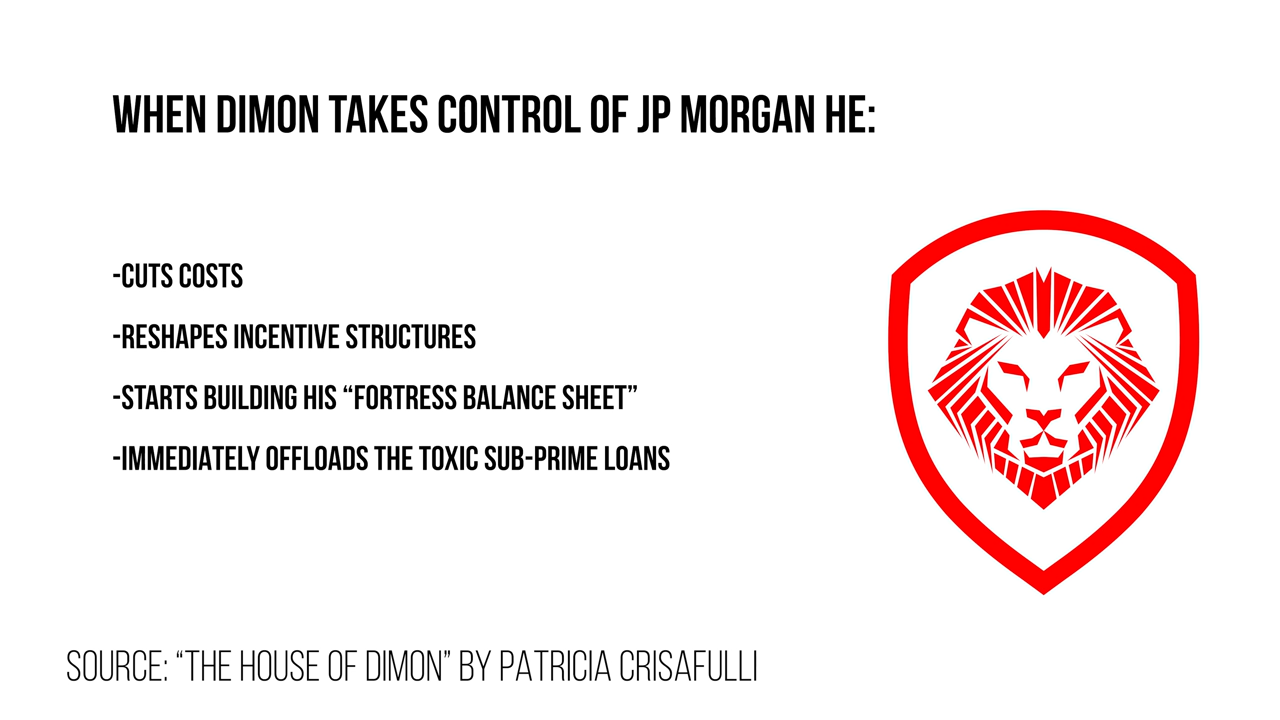 WHEN DIMON TAKES CONTROL OF JP MORGAN HE:
-CUTS COSTS
-RESHAPES INCENTIVE STRUCTURES
-STARTS BUILDING HIS “FORTRESS BALANCE SHEET”
-IMMEDIATELY OFFLOADS THE TOXIC SUB-PRIME LOANS
SOURCE: “THE HOUSE OF DIMON” BY PATRICIA CRISAFULLI